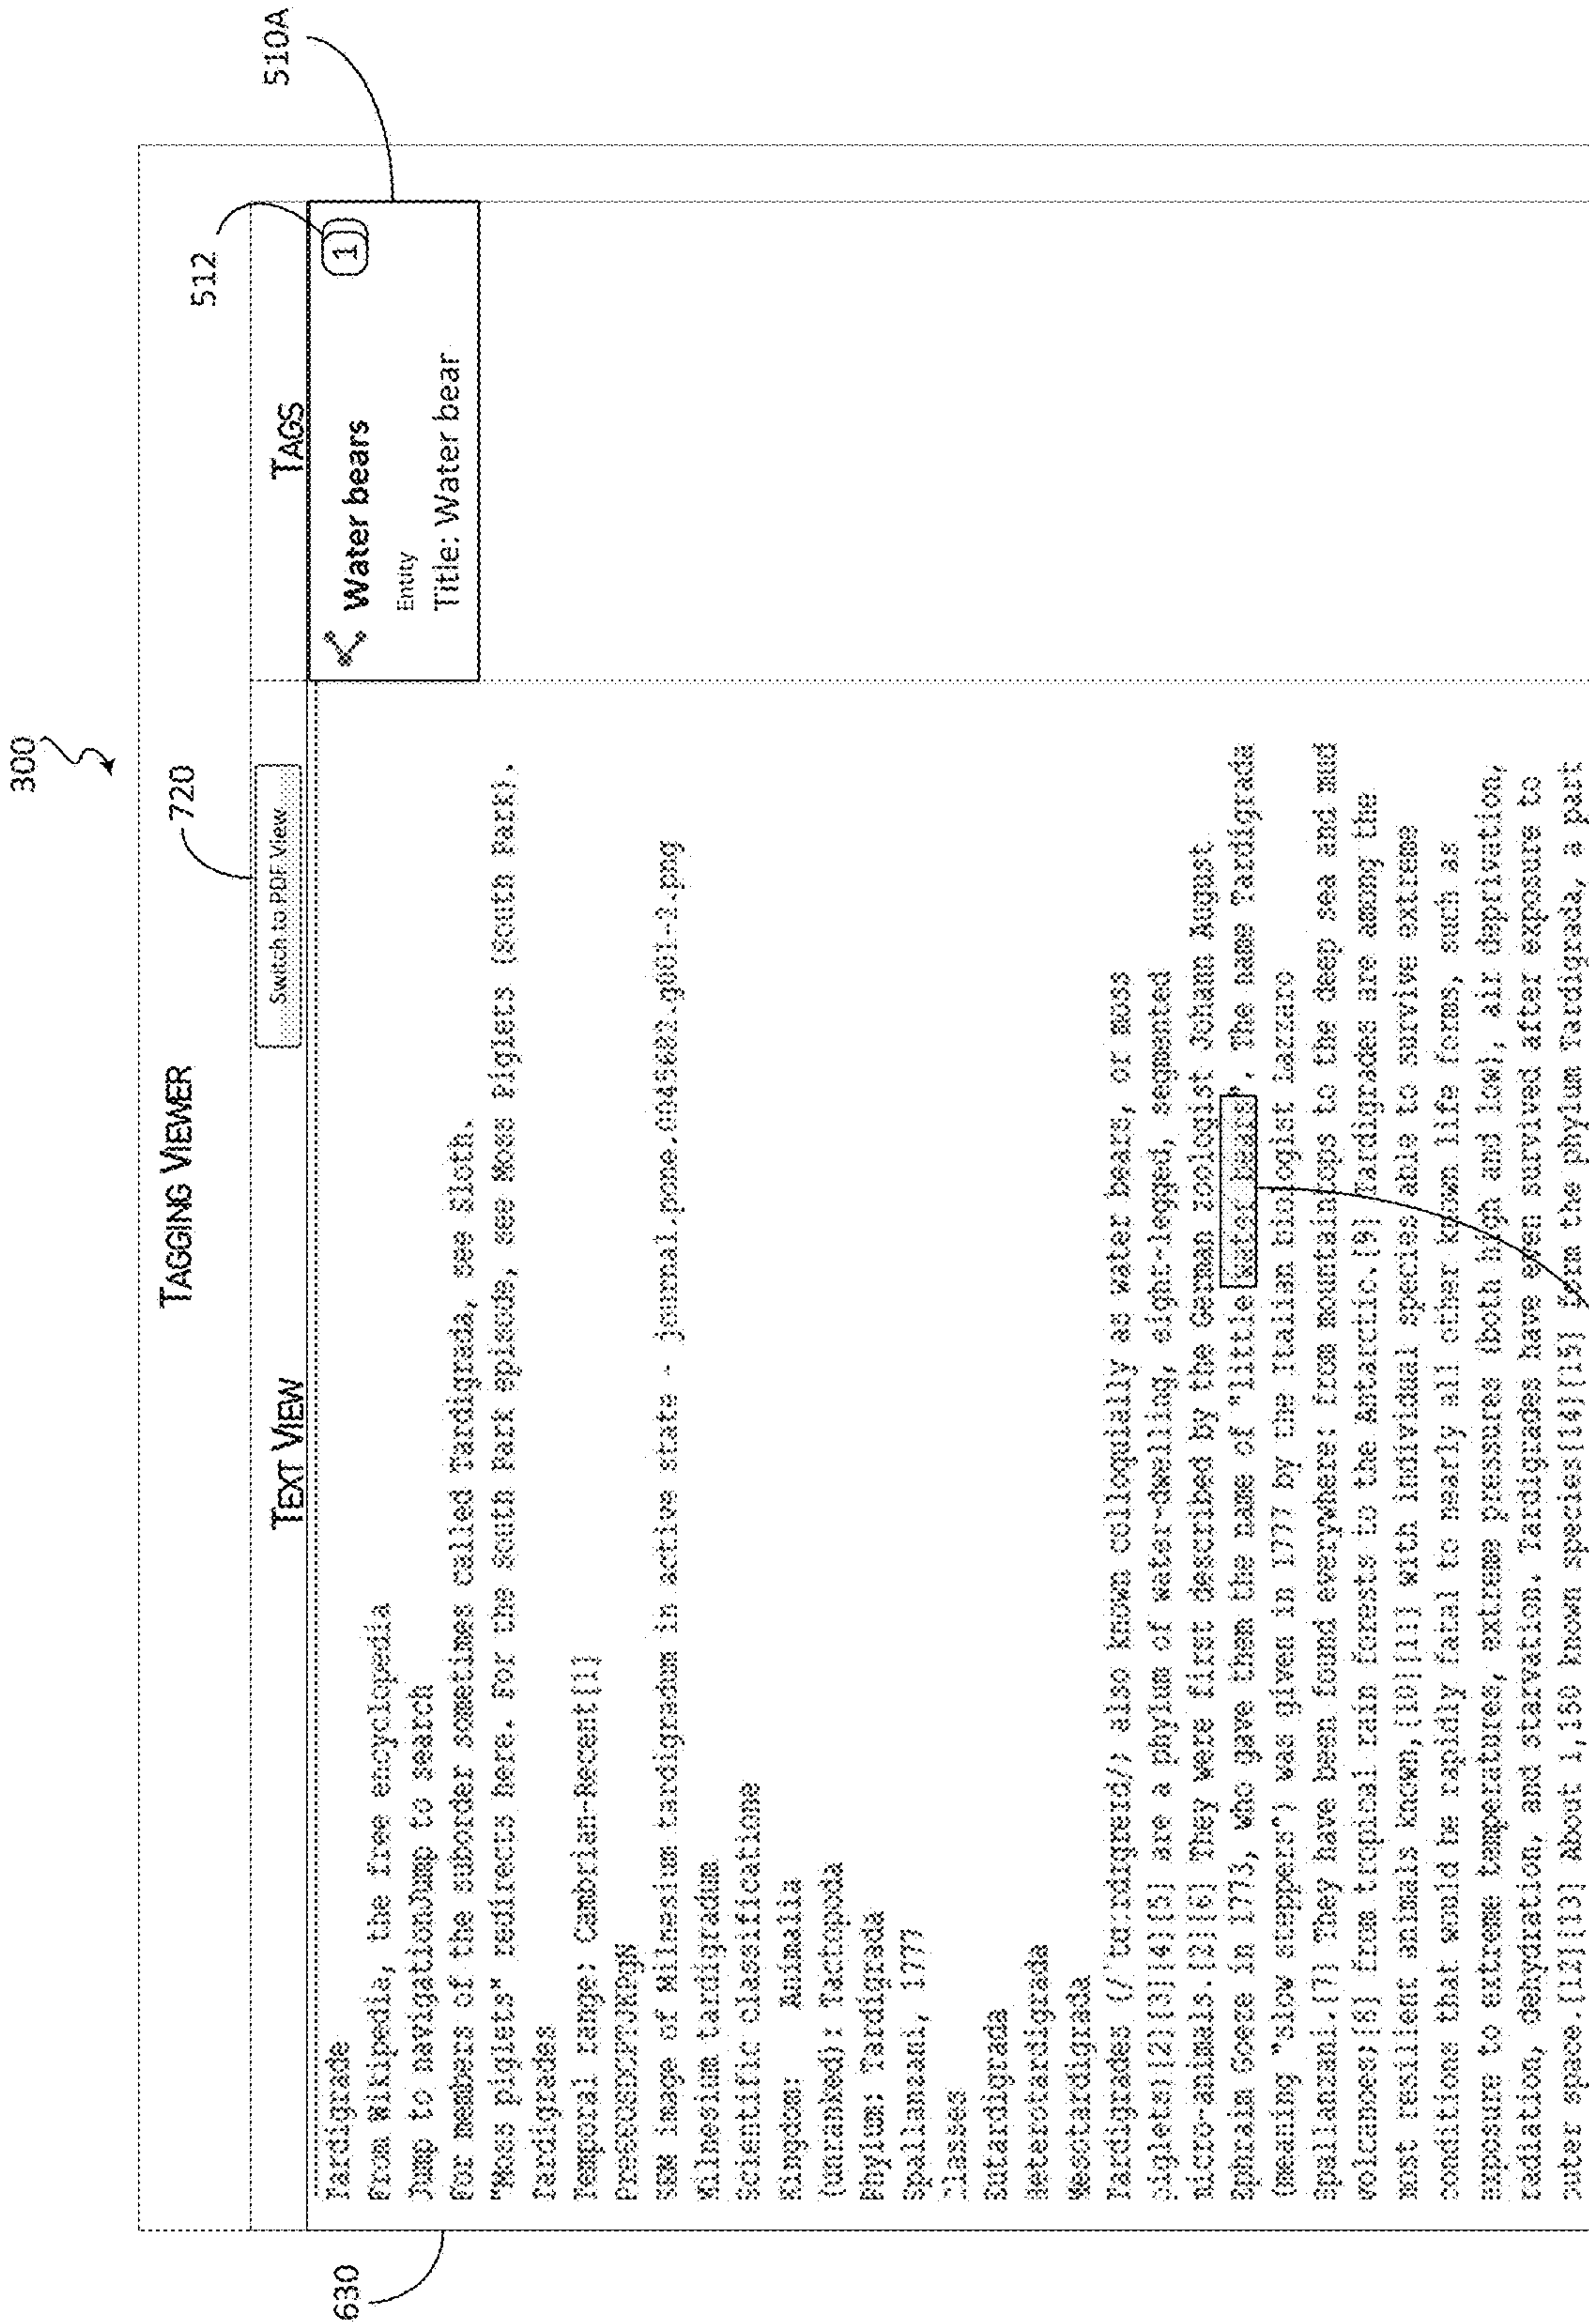 300
TAGGING VIEWER
720
512
510A
TEXT VIEW
Switch to PDF View
TAGS
Water bears
1
Entity
Title: Water bear
630
Tardigrade
From Wikipedia, the free encyclopedia
Jump to navigationJump to search
For members of the suborder sometimes called Tardigrada, see Sloth.
"Moss piglets" redirects here. For the South Park episode, see Moss Piglets (South Park).
Tardigrades
Temporal range: Cambrian-Recent[1]
SEM image of Milnesium tardigradum in active state - journal.pone.0045682.g001-2.png
Milnesium tardigradum
Scientific classificatione
Kingdom: Animalia
(unranked): Tactopoda
Phylum: Tardigrada
Spallanzani, 1777
Classes
Eutardigrada
Heterotardigrada
Mesotardigrada
Tardigrades also known colloquially as water bears, or moss
piglets[2][3][4][5] are a phylum of water-dwelling, eight-legged, segmented
micro-animals.[2][6] They were first described by the German zoologist Johann August
Ephraim Goeze in 1773, who gave them the name of "little water bears". The name Tardigrada
(meaning "slow steppers") was given in 1777 by the Italian biologist Lazzaro
Spallanzani.[7] They have been found everywhere: from mountaintops to the deep sea and mud
volcanoes;[8] from tropical rain forests to the Antarctic.[9] Tardigrades are among the
most resilient animals known,[10][11] with individual species able to survive extreme
conditions that would be rapidly fatal to nearly all other known life forms, such as
exposure to extreme temperatures, extreme pressures (both high and low), air deprivation,
radiation, dehydration, and starvation. Tardigrades have even survived after exposure to
outer space.[12][13] About 1,150 known species[14][15] form the phylum Tardigrada, a part